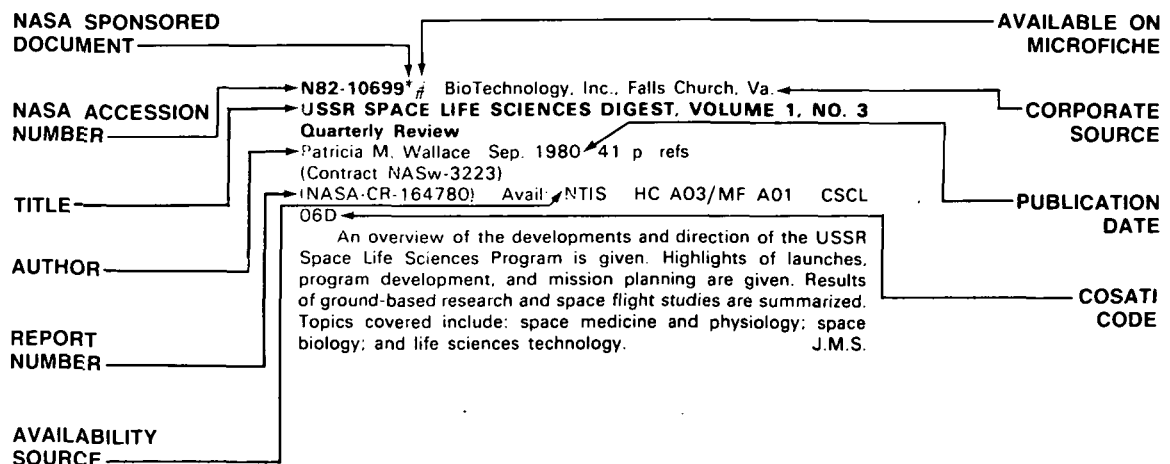 NASA SPONSORED
DOCUMENT
AVAILABLE ON
MICROFICHE
NASA ACCESSION
NUMBER
N82-10699*# BioTechnology, Inc., Falls Church, Va.
CORPORATE
SOURCE
TITLE
USSR SPACE LIFE SCIENCES DIGEST, VOLUME 1, NO. 3
Quarterly Review
AUTHOR
Patricia M. Wallace Sep. 1980 41 p refs
PUBLICATION
DATE
(Contract NASw-3223)
REPORT
NUMBER
(NASA-CR-164780) Avail: NTIS HC A03/MF A01 CSCL
06D
COSATI
CODE
An overview of the developments and direction of the USSR
Space Life Sciences Program is given. Highlights of launches,
program development, and mission planning are given. Results
of ground-based research and space flight studies are summarized.
Topics covered include: space medicine and physiology; space
biology; and life sciences technology. J.M.S.
AVAILABILITY
SOURCE